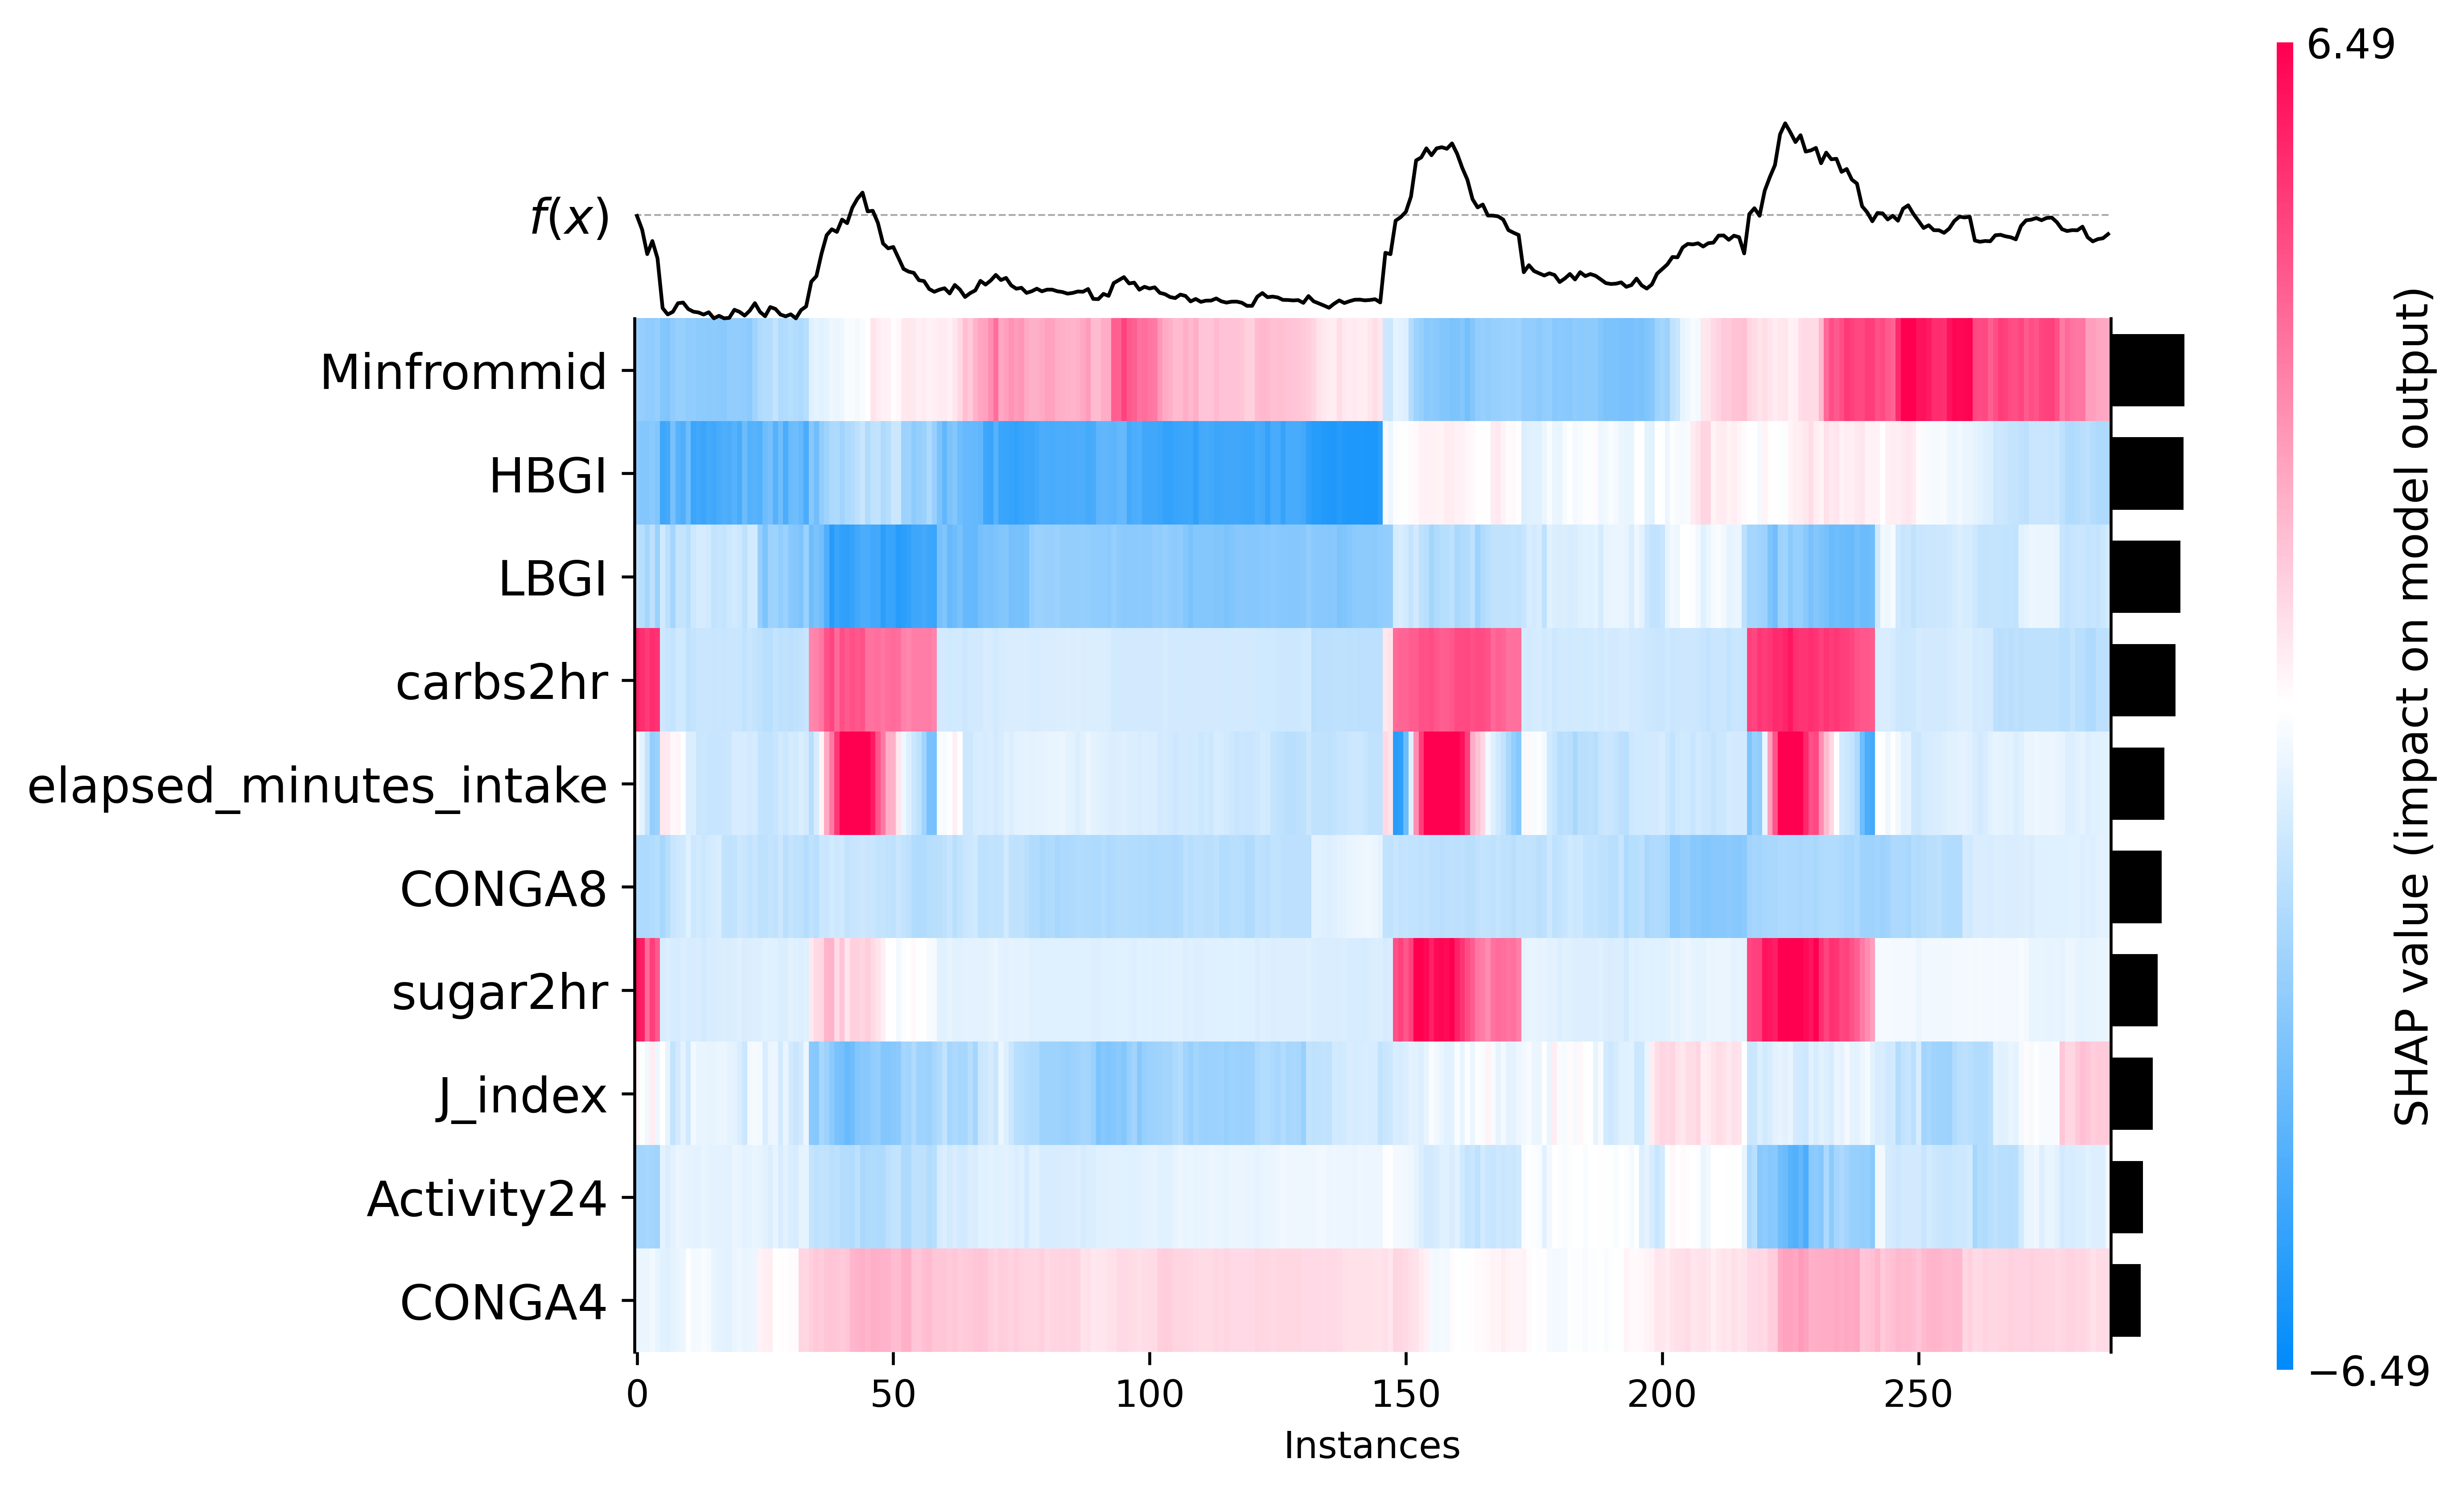 6.49
f(x)
Minfrommid
HBGI
LBGI
carbs2hr
elapsed_minutes_intake
CONGA8
sugar2hr
J_index
Activity24
CONGA4
0 50 100 150 200 250
Instances
−6.49
SHAP value (impact on model output)